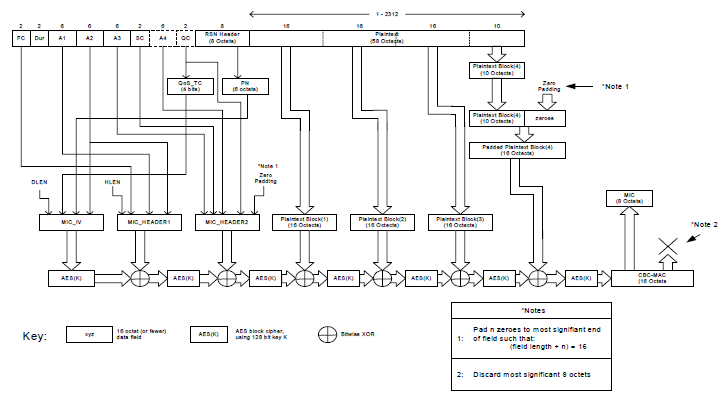 1 - 2312
2 2 6 6 6 2 6 2 8 16 16 16 10
FC Dur A1 A2 A3 SC A4 QC RSN Header Plaintext
(8 Octets) (58 Octets)
Plaintext Block(4)
(10 Octets)
QoS_TC
(4 bits)
PN
(6 octets)
Zero
Padding
*Note 1
Plaintext Block(4)
(10 Octects)
zeroes
Padded Plaintext Block(4)
(16 Octets)
*Note 1
Zero
Padding
DLEN
HLEN
MIC
(8 Octets)
MIC_IV
MIC_HEADER1
MIC_HEADER2
Plaintext Block(1)
(16 Octets)
Plaintext Block(2)
(16 Octets)
Plaintext Block(3)
(16 Octets)
*Note 2
AES(K) AES(K) AES(K) AES(K) AES(K) AES(K) AES(K) AES(K)
CBC-MAC
(16 Octets
*Notes
1: Pad n zeroes to most signifiant end
of field such that;
(field length + n) = 16
2: Discard most significant 8 octets
Key:
xyz
16 octet (or fewer)
data field
AES(K)
AES block cipher,
using 128 bit key K
Bitwise XOR